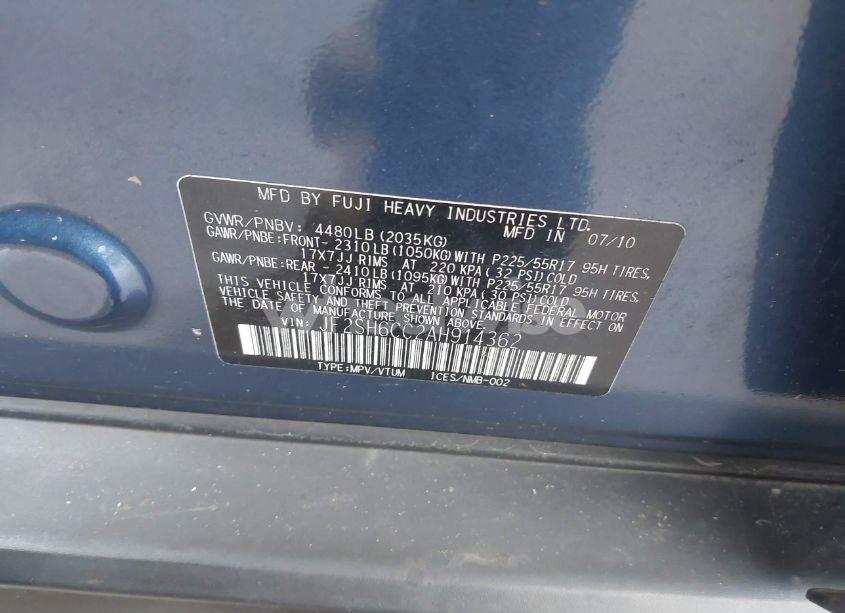 MFD BY FUJI HEAVY INDUSTRIES LTD.
GVWR/PNBV: 4480LB (2035KG) MFD IN 07/10
GAWR/PNBE:FRONT- 2310LB (1050KG) WITH P225/55R17 95H TIRES,
17X7JJ RIMS AT 220 KPA ( 32 PSI) COLD
GAWR/PNBE:REAR - 2410LB (1095KG) WITH P225/55R17 95H TIRES,
17X7JJ RIMS AT 210 KPA ( 30 PSI) COLD
THIS VEHICLE CONFORMS TO ALL APPLICABLE FEDERAL MOTOR
VEHICLE SAFETY AND THEFT PREVENTION STANDARDS IN EFFECT ON
THE DATE OF MANUFACTURE SHOWN ABOVE.
VIN: JF2SH6CC2AH914362
TYPE:MPV/VTUM ICES/NMB-002